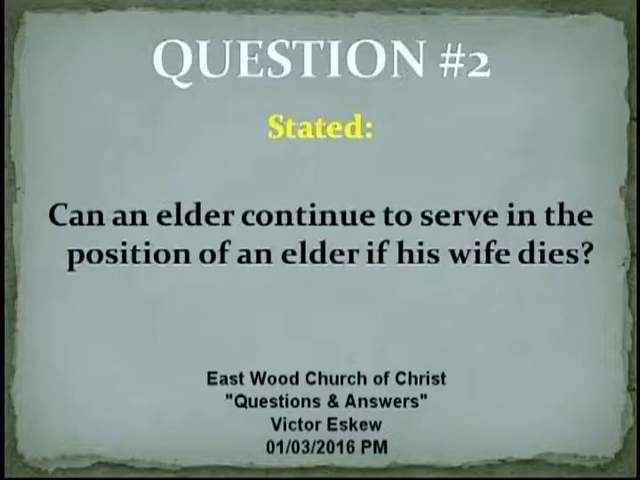 QUESTION #2
Stated:
Can an elder continue to serve in the
position of an elder if his wife dies?
East Wood Church of Christ
"Questions & Answers"
Victor Eskew
01/03/2016 PM